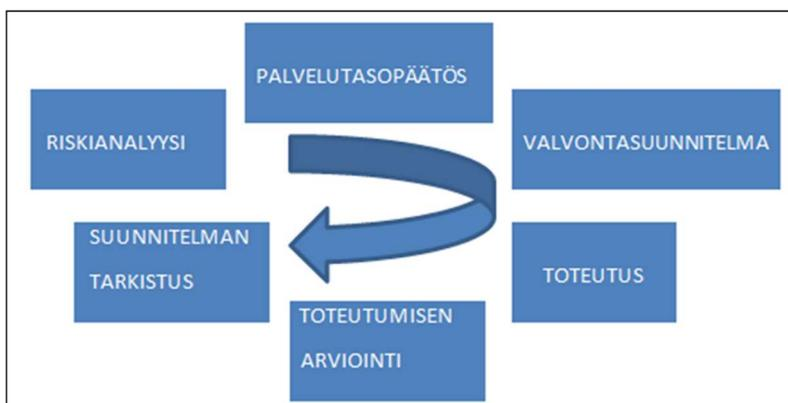 PALVELUTASOPÄÄTÖS
RISKIANALYYSI
VALVONTASUUNNITELMA
SUUNNITELMAN
TARKISTUS
TOTEUTUS
TOTEUTUMISEN
ARVIOINTI